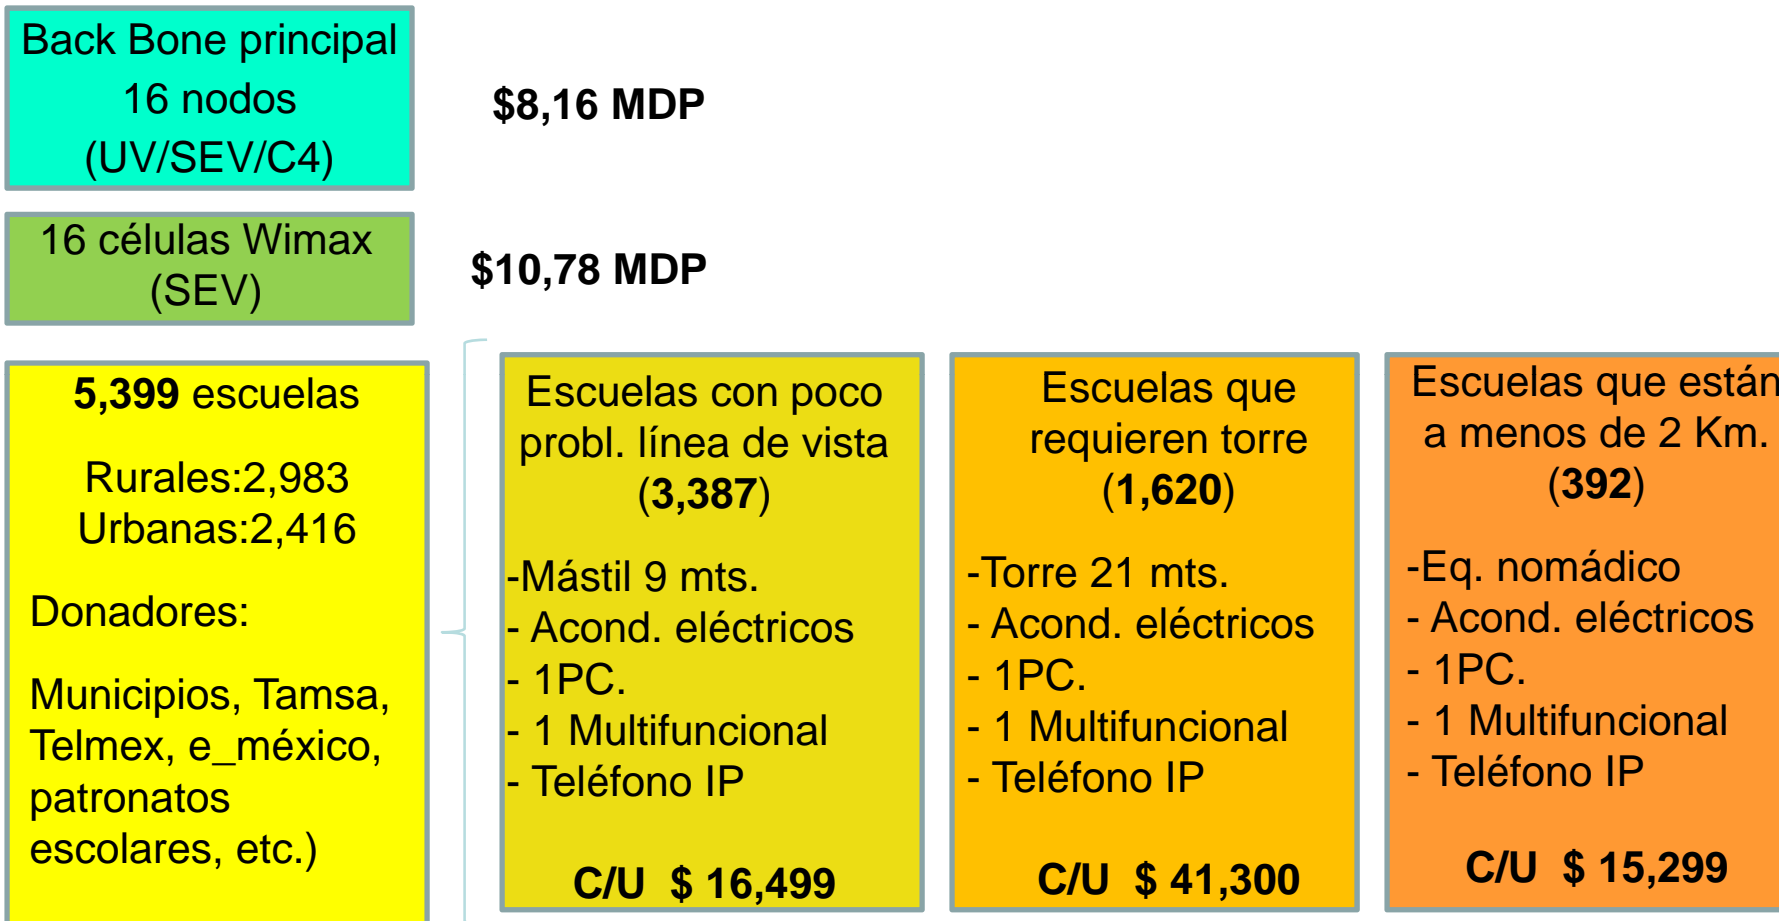 Back Bone principal
16 nodos
(UV/SEV/C4)
$8,16 MDP
16 células Wimax
(SEV)
$10,78 MDP
5,399 escuelas
Rurales:2,983
Urbanas:2,416
Donadores:
Municipios, Tamsa,
Telmex, e_méxico,
patronatos
escolares, etc.)
Escuelas con poco
probl. línea de vista
(3,387)
-Mástil 9 mts.
- Acond. eléctricos
- 1PC.
- 1 Multifuncional
- Teléfono IP
C/U $ 16,499
Escuelas que
requieren torre
(1,620)
-Torre 21 mts.
- Acond. eléctricos
- 1PC.
- 1 Multifuncional
- Teléfono IP
C/U $ 41,300
Escuelas que están
a menos de 2 Km.
(392)
-Eq. nomádico
- Acond. eléctricos
- 1PC.
- 1 Multifuncional
- Teléfono IP
C/U $ 15,299